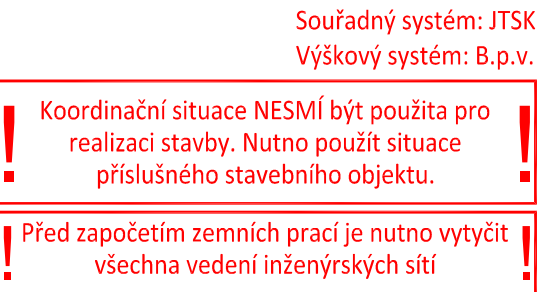 Souřadný systém: JTSK
Výškový systém: B.p.v.
! Koordinační situace NESMÍ být použita pro !
realizaci stavby. Nutno použít situace
příslušného stavebního objektu.
! Před započetím zemních prací je nutno vytyčit !
všechna vedení inženýrských sítí